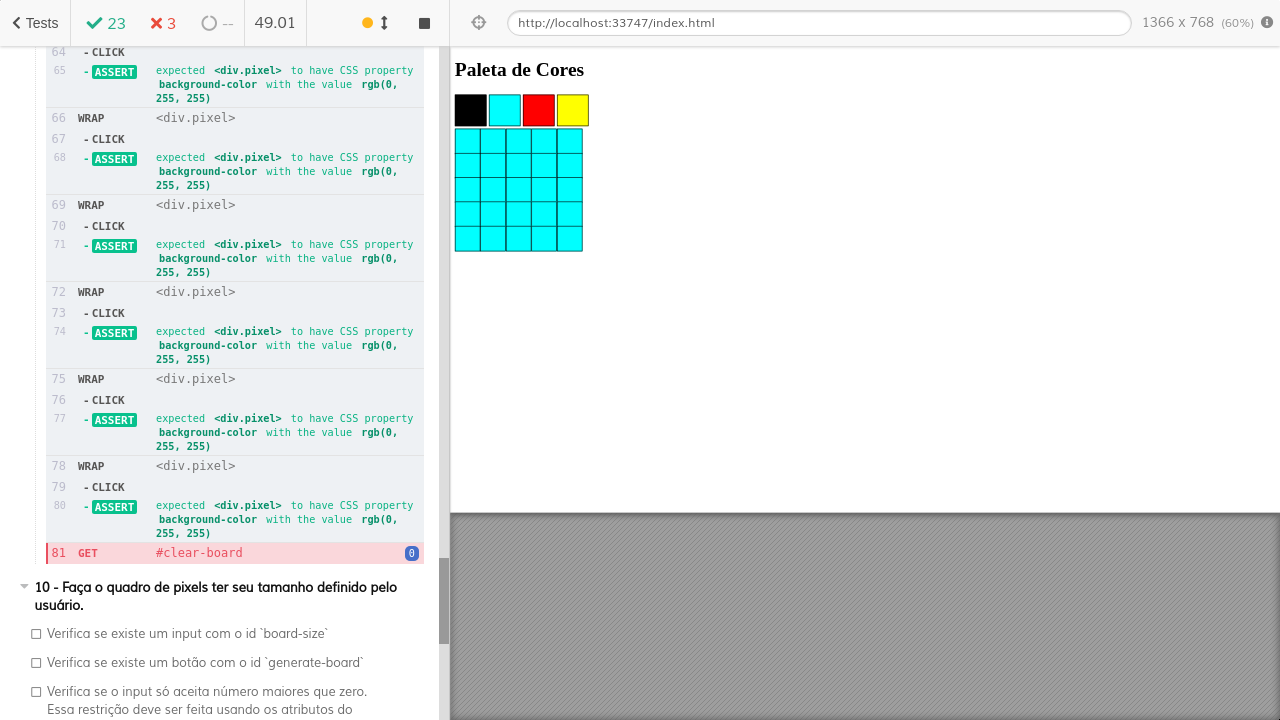 Tests
23
3
--
49.01
http://localhost:33747/index.html
1366 x 768 (60%)
64 - CLICK
65 - ASSERT expected <div.pixel> to have CSS property
background-color with the value rgb(0,
255, 255)
66 WRAP <div.pixel>
67 - CLICK
68 - ASSERT expected <div.pixel> to have CSS property
background-color with the value rgb(0,
255, 255)
69 WRAP <div.pixel>
70 - CLICK
71 - ASSERT expected <div.pixel> to have CSS property
background-color with the value rgb(0,
255, 255)
72 WRAP <div.pixel>
73 - CLICK
74 - ASSERT expected <div.pixel> to have CSS property
background-color with the value rgb(0,
255, 255)
75 WRAP <div.pixel>
76 - CLICK
77 - ASSERT expected <div.pixel> to have CSS property
background-color with the value rgb(0,
255, 255)
78 WRAP <div.pixel>
79 - CLICK
80 - ASSERT expected <div.pixel> to have CSS property
background-color with the value rgb(0,
255, 255)
81 GET #clear-board 0
10 - Faça o quadro de pixels ter seu tamanho definido pelo
usuário.
Verifica se existe um input com o id `board-size`
Verifica se existe um botão com o id `generate-board`
Verifica se o input só aceita número maiores que zero.
Essa restrição deve ser feita usando os atributos do
Paleta de Cores